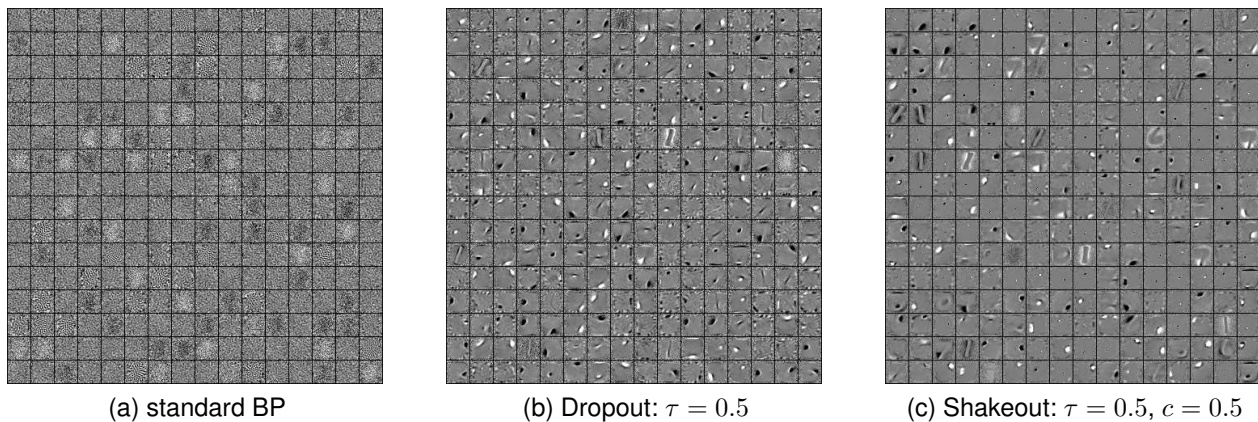 (a) standard BP
(b) Dropout: τ = 0.5
(c) Shakeout: τ = 0.5, c = 0.5